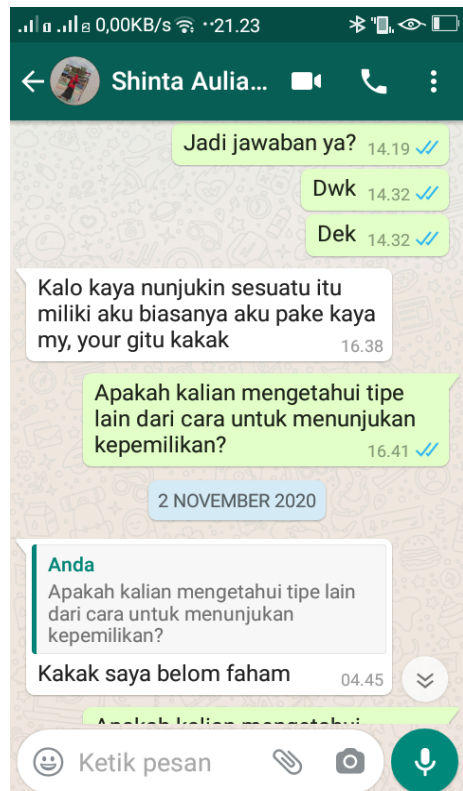 0,00KB/s ··21.23
Shinta Aulia...
Jadi jawaban ya? 14.19
Dwk 14.32
Dek 14.32
Kalo kaya nunjukin sesuatu itu
miliki aku biasanya aku pake kaya
my, your gitu kakak 16.38
Apakah kalian mengetahui tipe
lain dari cara untuk menunjukan
kepemilikan? 16.41
2 NOVEMBER 2020
Anda
Apakah kalian mengetahui tipe lain
dari cara untuk menunjukan
kepemilikan?
Kakak saya belom faham 04.45
Apakah kalian mengetahui
Ketik pesan